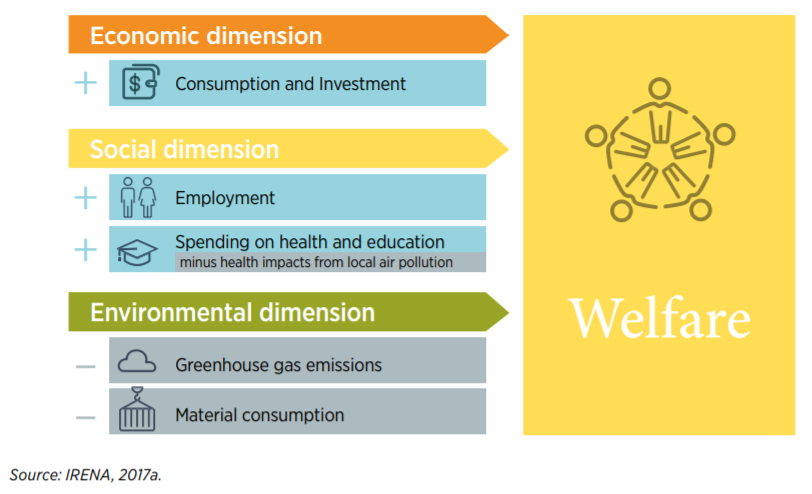 Economic dimension
+ Consumption and Investment
Social dimension
+ Employment
+ Spending on health and education
minus health impacts from local air pollution
Environmental dimension
– Greenhouse gas emissions
– Material consumption
Welfare
Source: IRENA, 2017a.